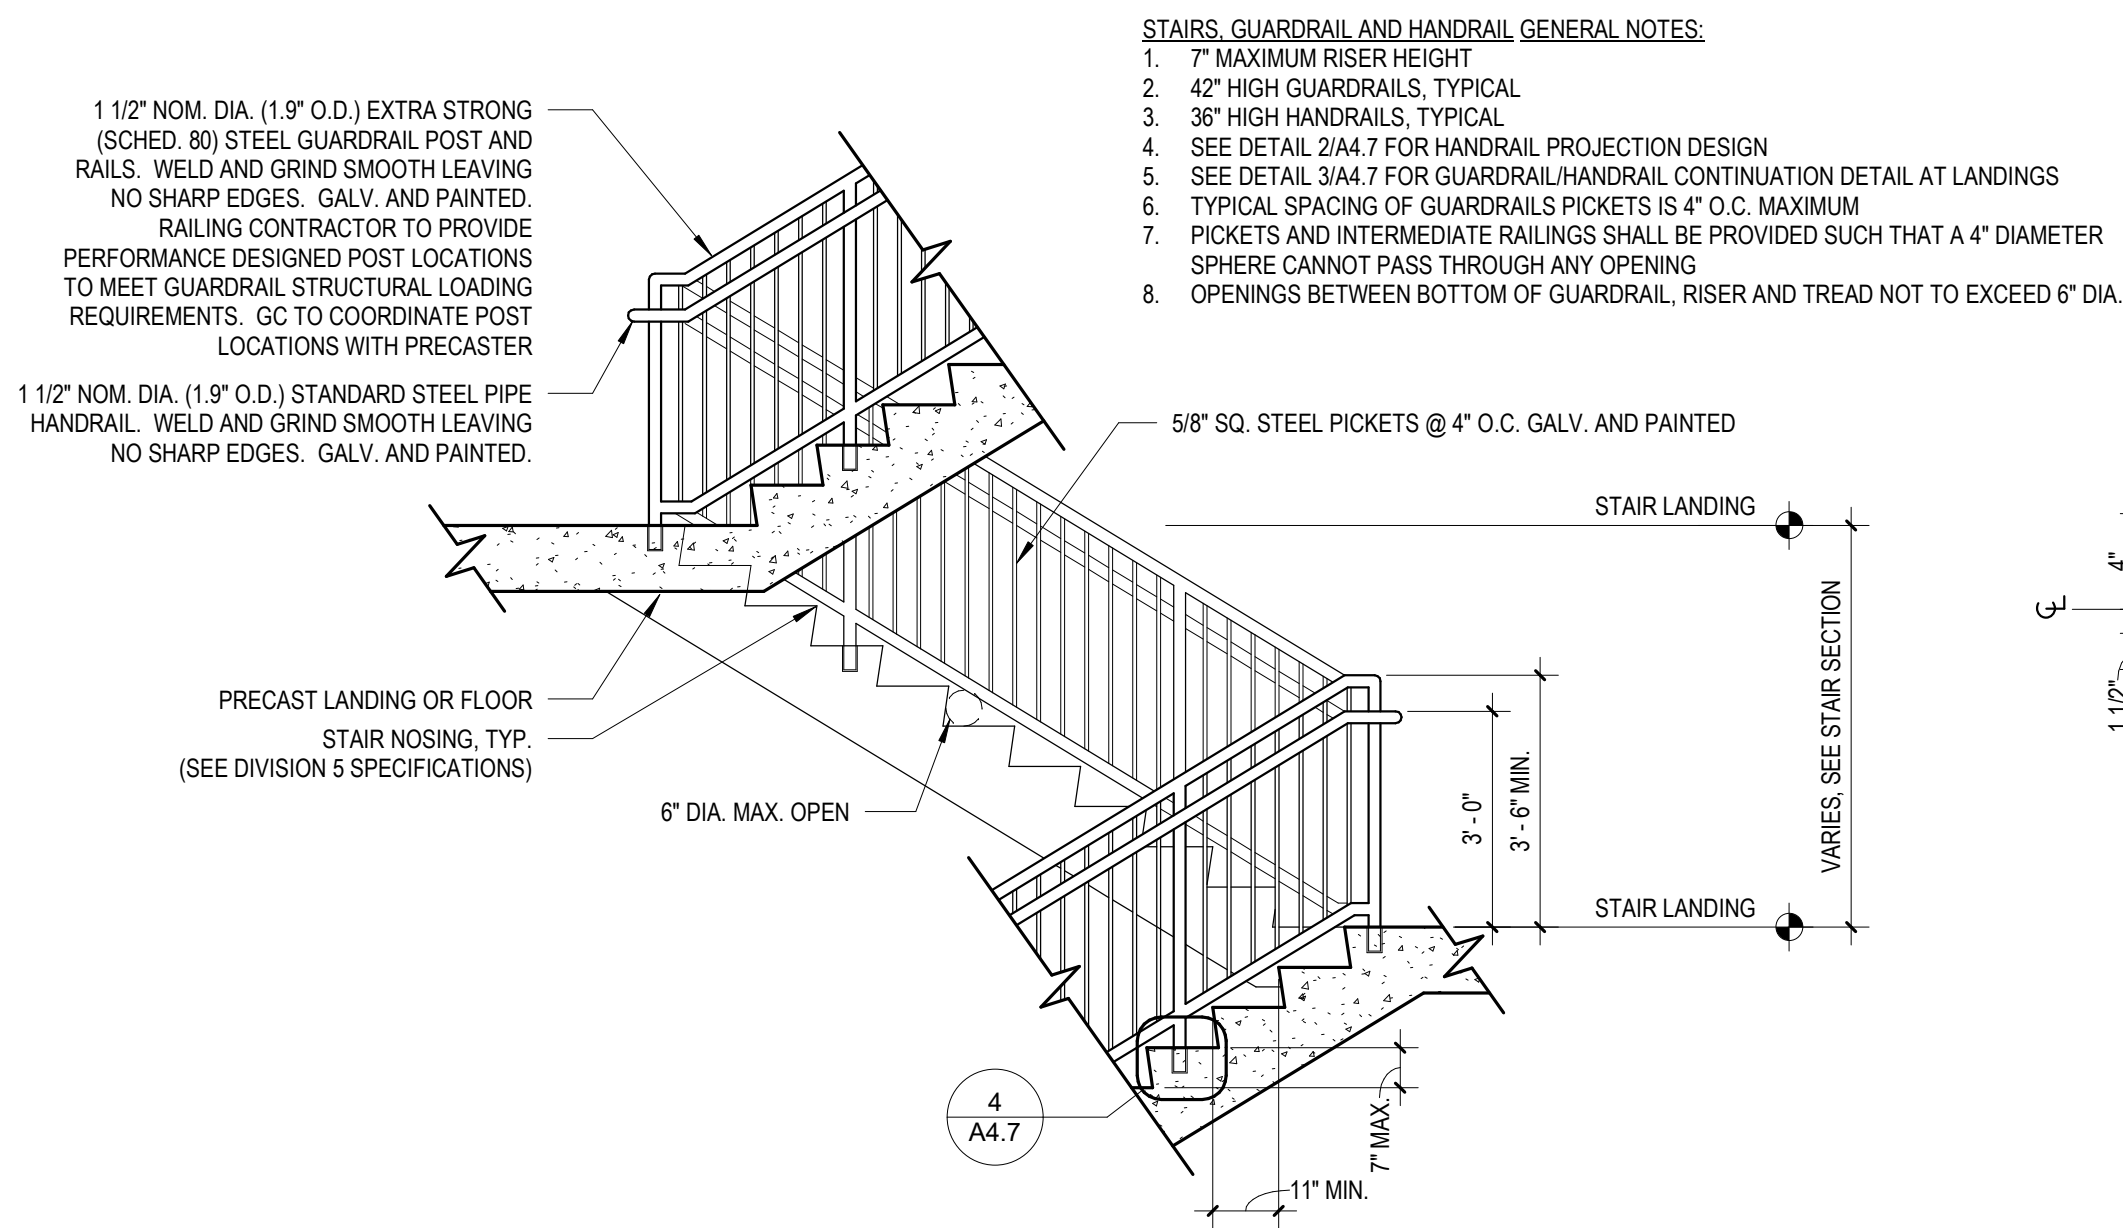 STAIRS, GUARDRAIL AND HANDRAIL GENERAL NOTES:
1. 7" MAXIMUM RISER HEIGHT
2. 42" HIGH GUARDRAILS, TYPICAL
3. 36" HIGH HANDRAILS, TYPICAL
4. SEE DETAIL 2/A4.7 FOR HANDRAIL PROJECTION DESIGN
5. SEE DETAIL 3/A4.7 FOR GUARDRAIL/HANDRAIL CONTINUATION DETAIL AT LANDINGS
6. TYPICAL SPACING OF GUARDRAILS PICKETS IS 4" O.C. MAXIMUM
7. PICKETS AND INTERMEDIATE RAILINGS SHALL BE PROVIDED SUCH THAT A 4" DIAMETER
SPHERE CANNOT PASS THROUGH ANY OPENING
8. OPENINGS BETWEEN BOTTOM OF GUARDRAIL, RISER AND TREAD NOT TO EXCEED 6" DIA.
1 1/2" NOM. DIA. (1.9" O.D.) EXTRA STRONG
(SCHED. 80) STEEL GUARDRAIL POST AND
RAILS. WELD AND GRIND SMOOTH LEAVING
NO SHARP EDGES. GALV. AND PAINTED.
RAILING CONTRACTOR TO PROVIDE
PERFORMANCE DESIGNED POST LOCATIONS
TO MEET GUARDRAIL STRUCTURAL LOADING
REQUIREMENTS. GC TO COORDINATE POST
LOCATIONS WITH PRECASTER
1 1/2" NOM. DIA. (1.9" O.D.) STANDARD STEEL PIPE
HANDRAIL. WELD AND GRIND SMOOTH LEAVING
NO SHARP EDGES. GALV. AND PAINTED.
5/8" SQ. STEEL PICKETS @ 4" O.C. GALV. AND PAINTED
STAIR LANDING
4"
VARIES, SEE STAIR SECTION
1 1/2"
PRECAST LANDING OR FLOOR
STAIR NOSING, TYP.
(SEE DIVISION 5 SPECIFICATIONS)
6" DIA. MAX. OPEN
3' - 0"
3' - 6" MIN.
STAIR LANDING
4
A4.7
7" MAX.
11" MIN.